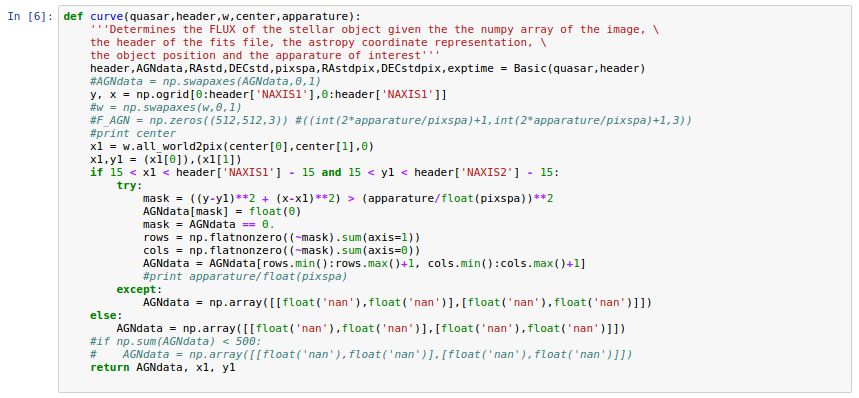 In [6]: def curve(quasar,header,w,center,apparature):
    '''Determines the FLUX of the stellar object given the the numpy array of the image, \
    the header of the fits file, the astropy coordinate representation, \
    the object position and the apparature of interest'''
    header,AGNdata,RAstd,DECstd,pixspa,RAstdpix,DECstdpix,exptime = Basic(quasar,header)
    #AGNdata = np.swapaxes(AGNdata,0,1)
    y, x = np.ogrid[0:header['NAXIS1'],0:header['NAXIS1']]
    #w = np.swapaxes(w,0,1)
    #F_AGN = np.zeros((512,512,3)) #((int(2*apparature/pixspa)+1,int(2*apparature/pixspa)+1,3))
    #print center
    x1 = w.all_world2pix(center[0],center[1],0)
    x1,y1 = (x1[0]),(x1[1])
    if 15 < x1 < header['NAXIS1'] - 15 and 15 < y1 < header['NAXIS2'] - 15:
        try:
            mask = ((y-y1)**2 + (x-x1)**2) > (apparature/float(pixspa))**2
            AGNdata[mask] = float(0)
            mask = AGNdata == 0.
            rows = np.flatnonzero((~mask).sum(axis=1))
            cols = np.flatnonzero((~mask).sum(axis=0))
            AGNdata = AGNdata[rows.min():rows.max()+1, cols.min():cols.max()+1]
            #print apparature/float(pixspa)
        except:
            AGNdata = np.array([[float('nan'),float('nan')],[float('nan'),float('nan')]])
    else:
        AGNdata = np.array([[float('nan'),float('nan')],[float('nan'),float('nan')]])
    #if np.sum(AGNdata) < 500:
    #    AGNdata = np.array([[float('nan'),float('nan')],[float('nan'),float('nan')]])
    return AGNdata, x1, y1